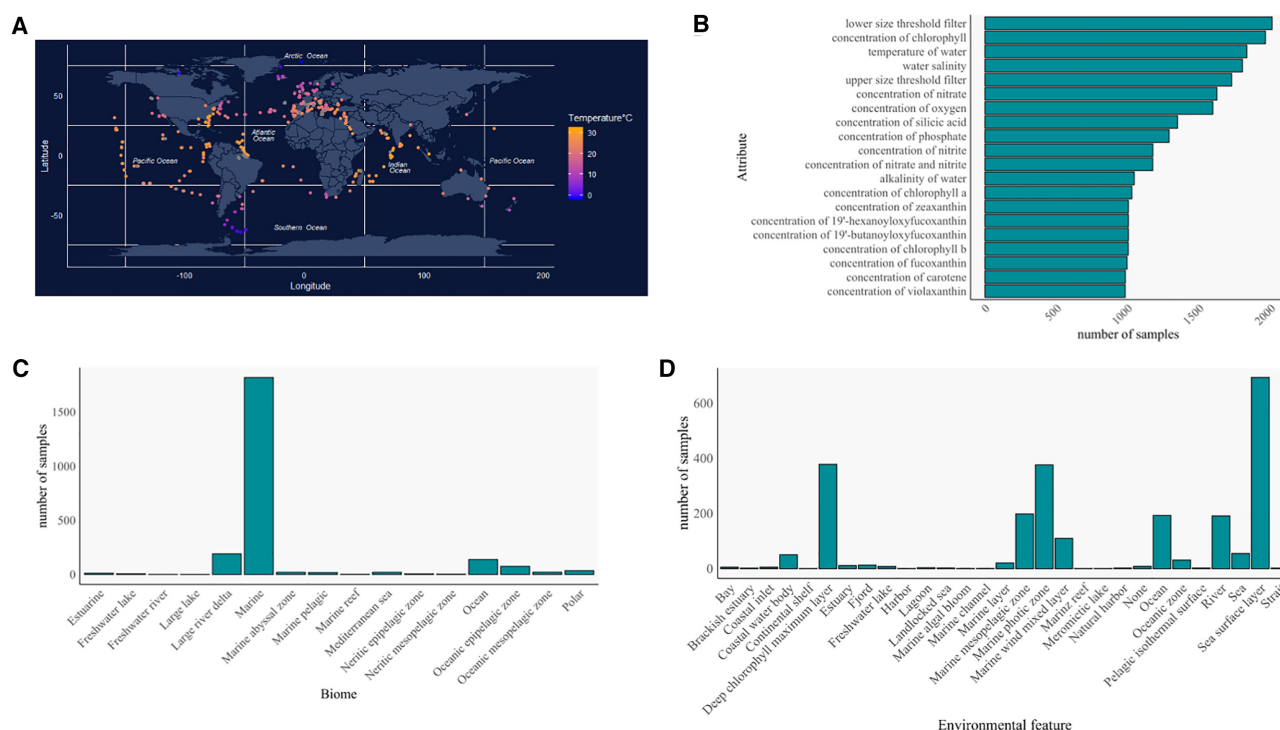 A
Arctic Ocean
50
Atlantic
Ocean
0
Pacific Ocean
Indian
Ocean
Pacific Ocean
-50
Southern Ocean
-100
0
100
200
Latitude
Longitude
Temperature°C
30
20
10
0
B
lower size threshold filter
concentration of chlorophyll
temperature of water
water salinity
upper size threshold filter
concentration of nitrate
concentration of oxygen
concentration of silicic acid
concentration of phosphate
concentration of nitrite
concentration of nitrate and nitrite
alkalinity of water
concentration of chlorophyll a
concentration of zeaxanthin
concentration of 19'-hexanoyloxyfucoxanthin
concentration of 19'-butanoyloxyfucoxanthin
concentration of chlorophyll b
concentration of fucoxanthin
concentration of carotene
concentration of violaxanthin
Attribute
0
500
1000
1500
2000
number of samples
C
number of samples
1500
1000
500
0
Estuarine
Freshwater lake
Freshwater river
Large lake
Large river delta
Marine
Marine abyssal zone
Marine pelagic
Marine reef
Mediterranean sea
Neritic epipelagic zone
Neritic mesopelagic zone
Ocean
Oceanic epipelagic zone
Oceanic mesopelagic zone
Polar
Biome
D
number of samples
600
400
200
0
Bay
Brackish estuary
Coastal inlet
Coastal water body
Continental shelf
Deep chlorophyll maximum layer
Estuary
Fjord
Freshwater lake
Harbor
Lagoon
Landlocked sea
Marine algal bloom
Marine channel
Marine layer
Marine mesopelagic zone
Marine photic zone
Marine wind mixed layer
Marinz reef
Meromictic lake
Natural harbor
None
Ocean
Oceanic zone
Pelagic isothermal surface
River
Sea
Sea surface layer
Strai
Environmental feature